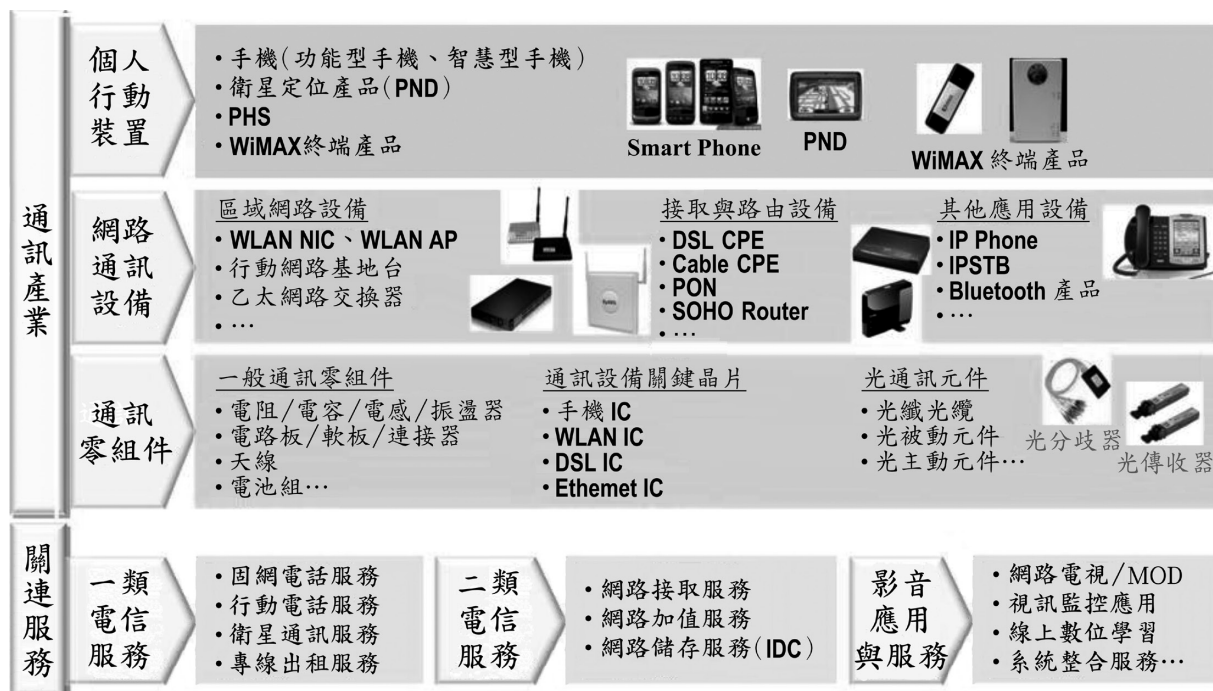 通訊產業
個人
行動
裝置
• 手機(功能型手機、智慧型手機)
• 衛星定位產品(PND)
• PHS
• WiMAX終端產品
Smart Phone
PND
WiMAX 終端產品
網路
通訊
設備
區域網路設備
• WLAN NIC、WLAN AP
• 行動網路基地台
• 乙太網路交換器
• …
接取與路由設備
• DSL CPE
• Cable CPE
• PON
• SOHO Router
• …
其他應用設備
• IP Phone
• IPSTB
• Bluetooth 產品
• …
通訊
零組件
一般通訊零組件
• 電阻/電容/電感/振盪器
• 電路板/軟板/連接器
• 天線
• 電池組…
通訊設備關鍵晶片
• 手機 IC
• WLAN IC
• DSL IC
• Ethemet IC
光通訊元件
• 光纖光纜
• 光被動元件
• 光主動元件…
光分歧器
光傳收器
關連服務
一類
電信
服務
• 固網電話服務
• 行動電話服務
• 衛星通訊服務
• 專線出租服務
二類
電信
服務
• 網路接取服務
• 網路加值服務
• 網路儲存服務(IDC)
影音
應用
與服務
• 網路電視/MOD
• 視訊監控應用
• 線上數位學習
• 系統整合服務…